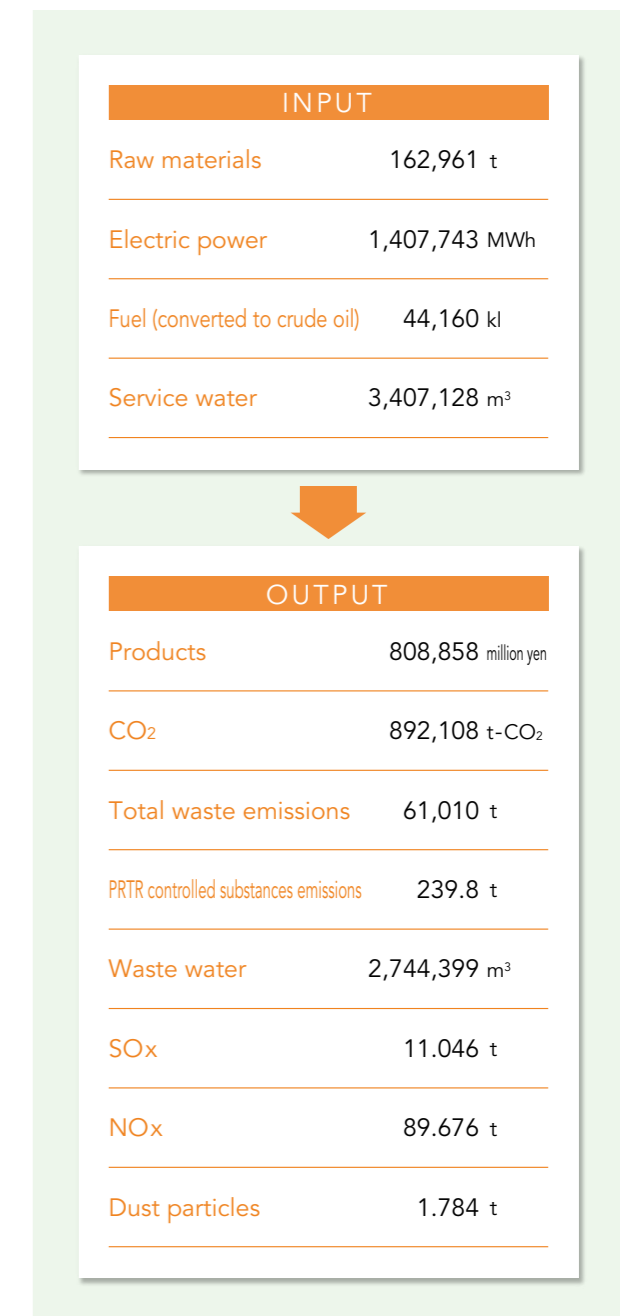 INPUT
Raw materials 162,961 t
Electric power 1,407,743 MWh
Fuel (converted to crude oil) 44,160 kl
Service water 3,407,128 m³
OUTPUT
Products 808,858 million yen
CO₂ 892,108 t-CO₂
Total waste emissions 61,010 t
PRTR controlled substances emissions 239.8 t
Waste water 2,744,399 m³
SOx 11.046 t
NOx 89.676 t
Dust particles 1.784 t